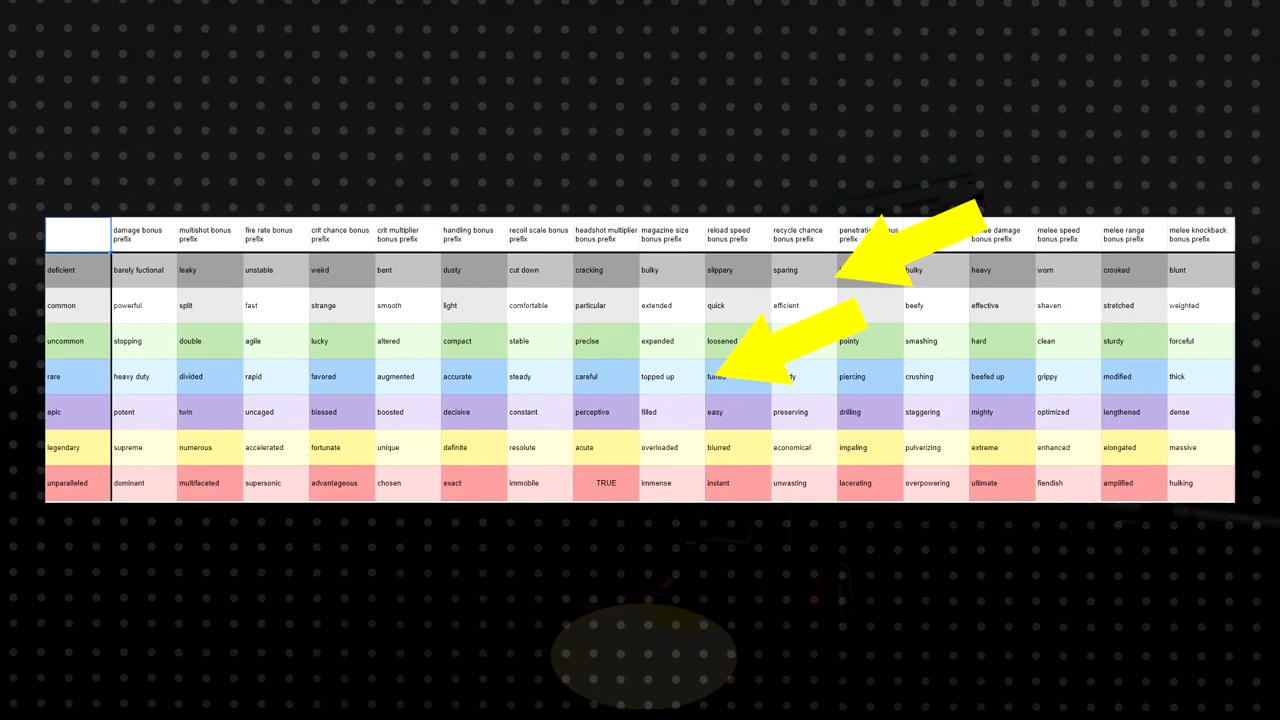 damage bonus prefix multishot bonus prefix fire rate bonus prefix crit chance bonus prefix crit multiplier bonus prefix handling bonus prefix recoil scale bonus prefix headshot multiplier bonus prefix magazine size bonus prefix reload speed bonus prefix recycle chance bonus prefix prefix damage bonus prefix melee speed bonus prefix melee range bonus prefix melee knockback bonus prefix
deficient barely fuctional leaky unstable weird bent dusty cut down cracking bulky slippery sparing bulky heavy worn crooked blunt
common powerful split fast strange smooth light comfortable particular extended quick efficient beefy effective shaven stretched weighted
uncommon stopping double agile lucky altered compact stable precise expanded loosened pointy smashing hard clean sturdy forceful
rare heavy duty divided rapid favored augmented accurate steady careful topped up piercing crushing beefed up grippy modified thick
epic potent twin uncaged blessed boosted decisive constant perceptive filled easy preserving drilling staggering mighty optimized lengthened dense
legendary supreme numerous accelerated fortunate unique definite resolute acute overloaded blurred economical impaling pulverizing extreme enhanced elongated massive
unparalleled dominant multifaceted supersonic advantageous chosen exact immobile TRUE immense instant unwasting lacerating overpowering ultimate fiendish amplified hulking